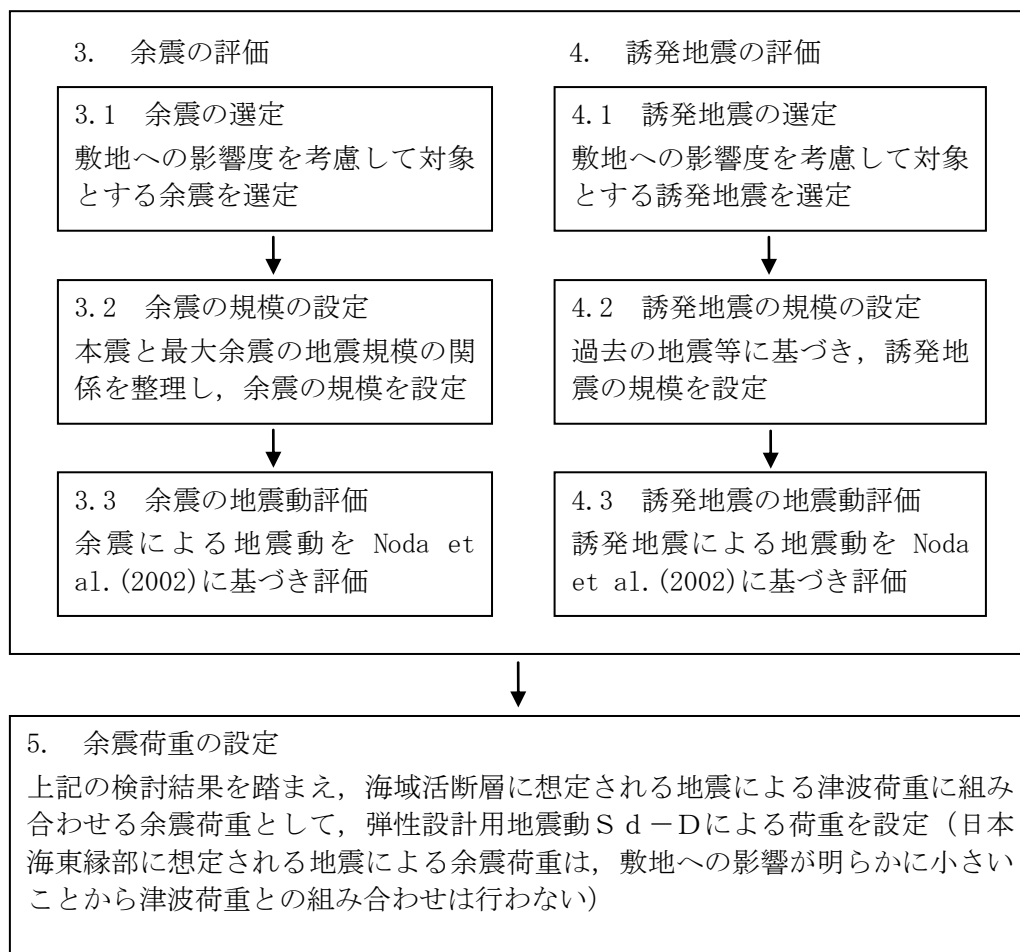 3. 余震の評価
3.1 余震の選定
敷地への影響度を考慮して対象
とする余震を選定
3.2 余震の規模の設定
本震と最大余震の地震規模の関
係を整理し，余震の規模を設定
3.3 余震の地震動評価
余震による地震動を Noda et
al.(2002)に基づき評価
4. 誘発地震の評価
4.1 誘発地震の選定
敷地への影響度を考慮して対象
とする誘発地震を選定
4.2 誘発地震の規模の設定
過去の地震等に基づき，誘発地
震の規模を設定
4.3 誘発地震の地震動評価
誘発地震による地震動を Noda
et al.(2002)に基づき評価
5. 余震荷重の設定
上記の検討結果を踏まえ，海域活断層に想定される地震による津波荷重に組み
合わせる余震荷重として，弾性設計用地震動Ｓｄ－Ｄによる荷重を設定（日本
海東縁部に想定される地震による余震荷重は，敷地への影響が明らかに小さい
ことから津波荷重との組み合わせは行わない）